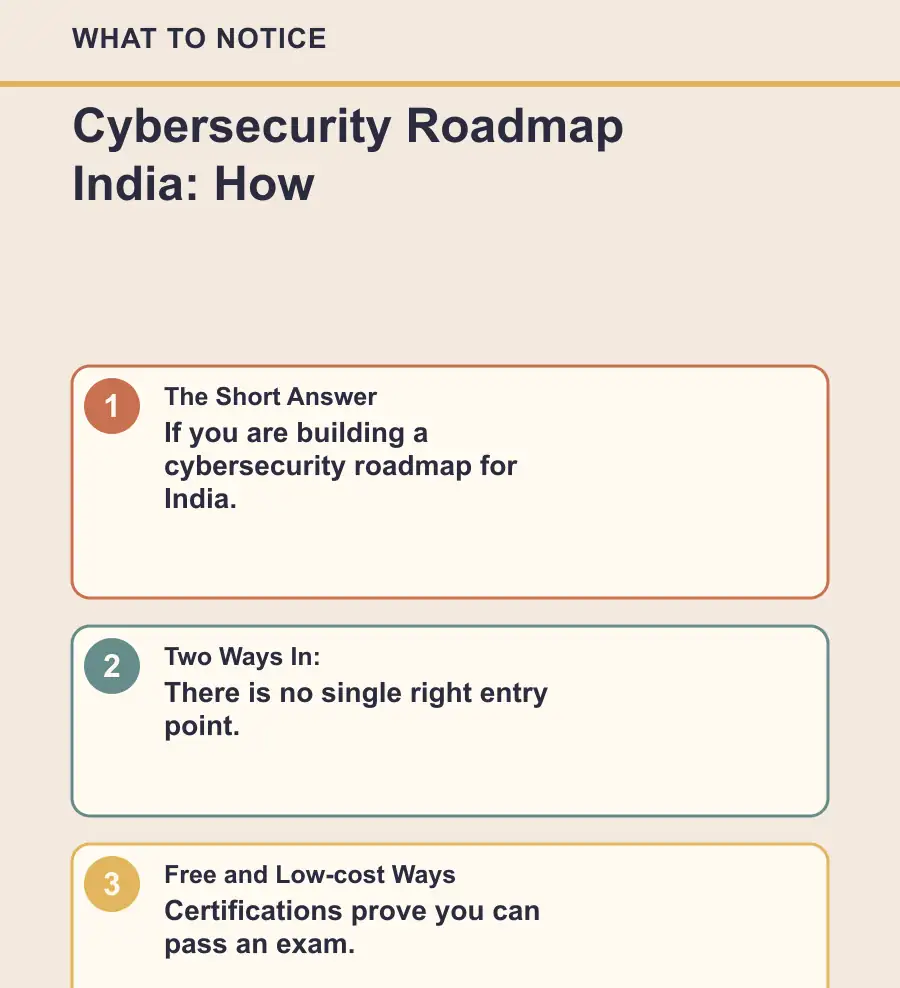 WHAT TO NOTICE
Cybersecurity Roadmap
India: How
1
The Short Answer
If you are building a
cybersecurity roadmap for
India.
2
Two Ways In:
There is no single right entry
point.
3
Free and Low-cost Ways
Certifications prove you can
pass an exam.